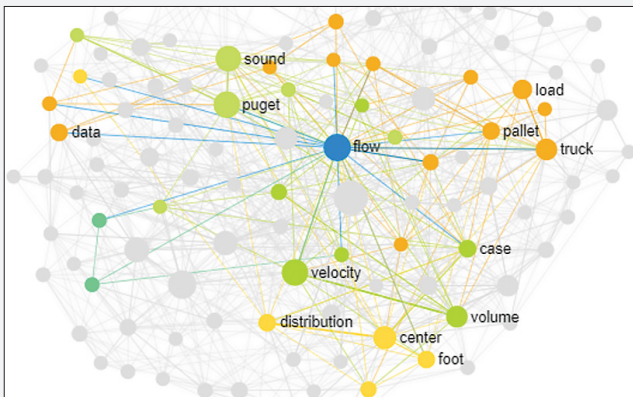 sound
load
puget
data
pallet
flow
truck
case
velocity
volume
distribution
center
foot